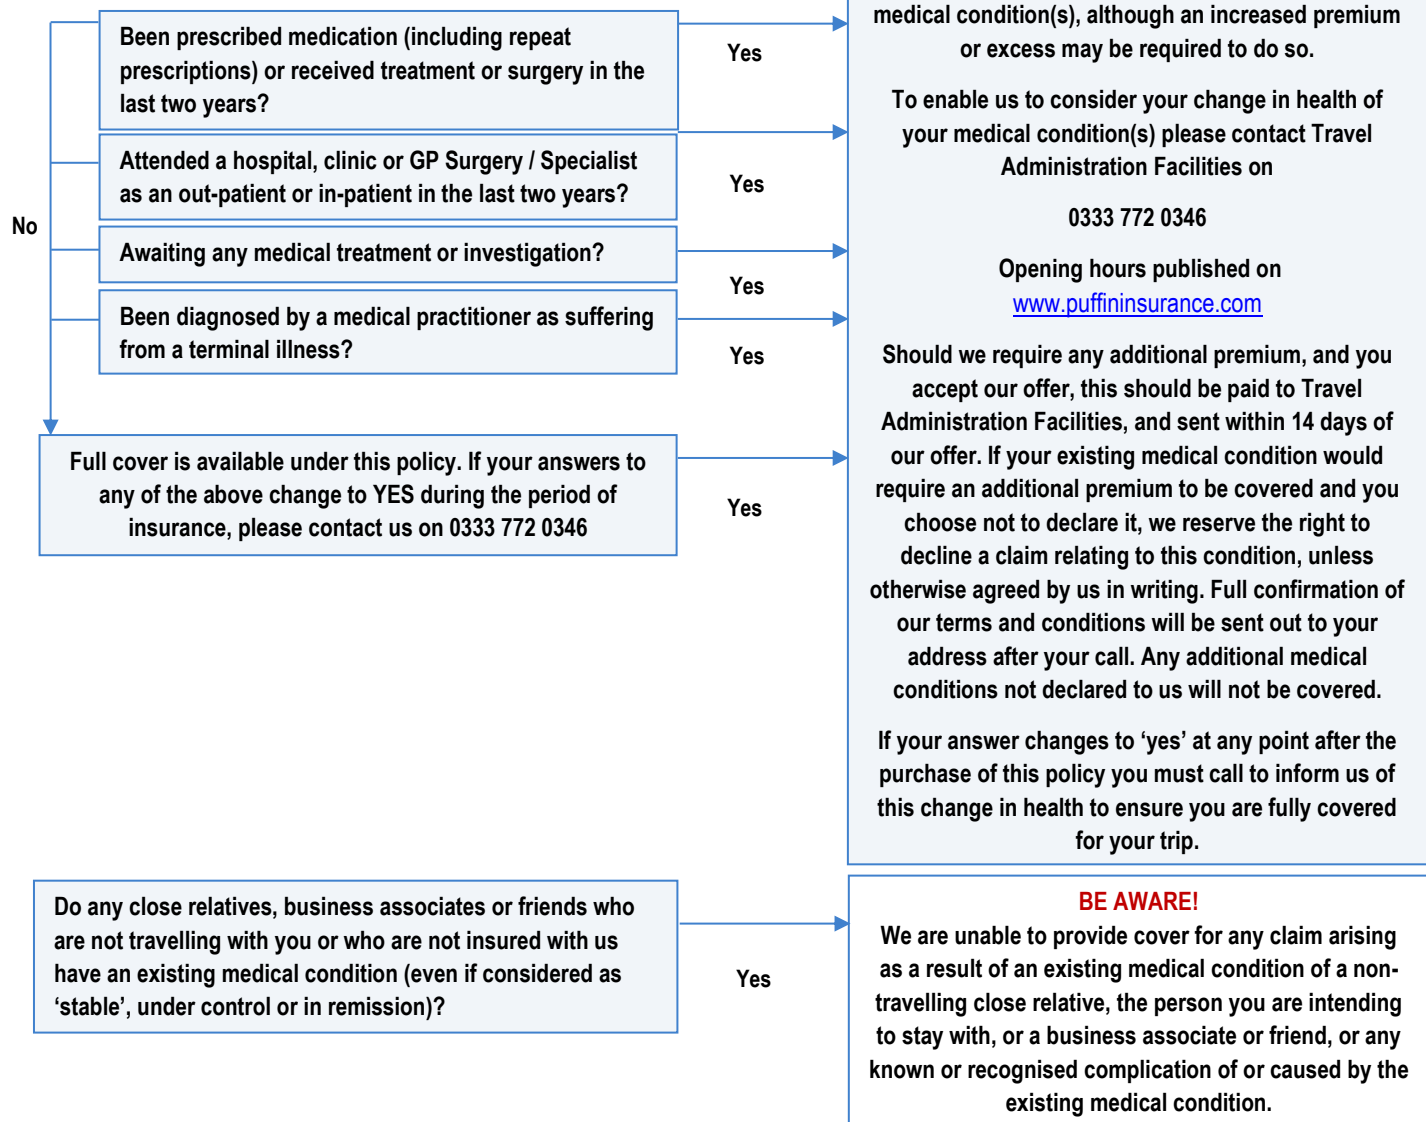 Been prescribed medication (including repeat
prescriptions) or received treatment or surgery in the
last two years?
Yes
Attended a hospital, clinic or GP Surgery / Specialist
as an out-patient or in-patient in the last two years?
Yes
No
Awaiting any medical treatment or investigation?
Yes
Been diagnosed by a medical practitioner as suffering
from a terminal illness?
Yes
Full cover is available under this policy. If your answers to
any of the above change to YES during the period of
insurance, please contact us on 0333 772 0346
Yes
medical condition(s), although an increased premium
or excess may be required to do so.
To enable us to consider your change in health of
your medical condition(s) please contact Travel
Administration Facilities on
0333 772 0346
Opening hours published on
www.puffininsurance.com
Should we require any additional premium, and you
accept our offer, this should be paid to Travel
Administration Facilities, and sent within 14 days of
our offer. If your existing medical condition would
require an additional premium to be covered and you
choose not to declare it, we reserve the right to
decline a claim relating to this condition, unless
otherwise agreed by us in writing. Full confirmation of
our terms and conditions will be sent out to your
address after your call. Any additional medical
conditions not declared to us will not be covered.
If your answer changes to ‘yes’ at any point after the
purchase of this policy you must call to inform us of
this change in health to ensure you are fully covered
for your trip.
Do any close relatives, business associates or friends who
are not travelling with you or who are not insured with us
have an existing medical condition (even if considered as
‘stable’, under control or in remission)?
Yes
BE AWARE!
We are unable to provide cover for any claim arising
as a result of an existing medical condition of a non-
travelling close relative, the person you are intending
to stay with, or a business associate or friend, or any
known or recognised complication of or caused by the
existing medical condition.